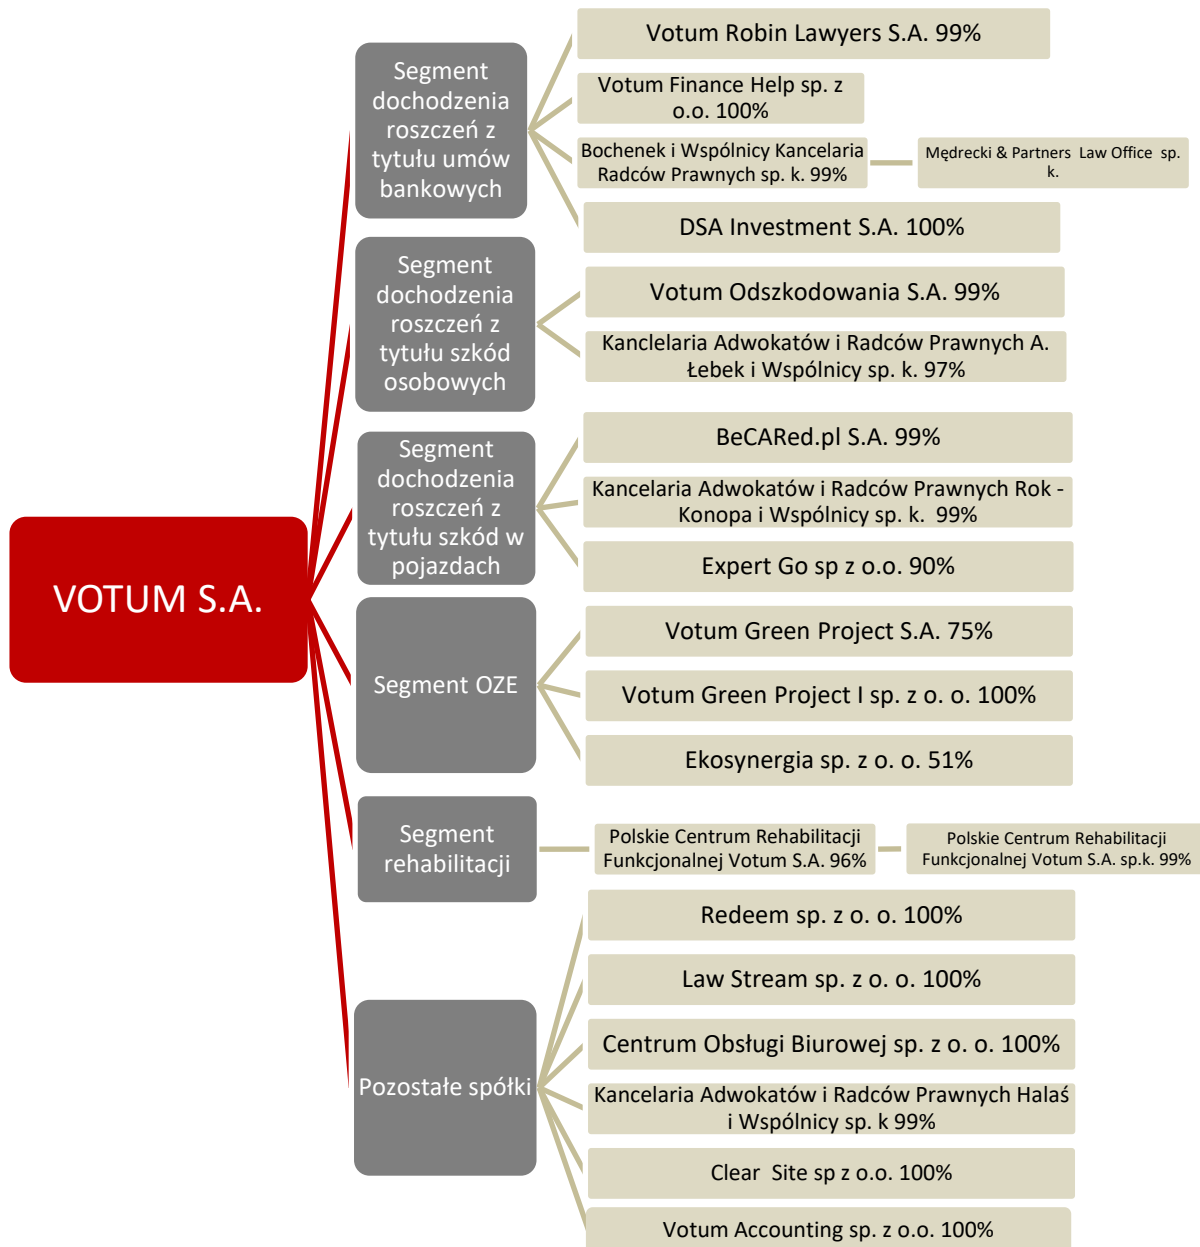 VOTUM S.A.
Segment
dochodzenia
roszczeń z
tytułu umów
bankowych
Votum Robin Lawyers S.A. 99%
Votum Finance Help sp. z
o.o. 100%
Bochenek i Wspólnicy Kancelaria
Radców Prawnych sp. k. 99%
Mędrecki & Partners Law Office sp.
k.
DSA Investment S.A. 100%
Segment
dochodzenia
roszczeń z
tytułu szkód
osobowych
Votum Odszkodowania S.A. 99%
Kanclelaria Adwokatów i Radców Prawnych A.
Łebek i Wspólnicy sp. k. 97%
Segment
dochodzenia
roszczeń z
tytułu szkód w
pojazdach
BeCARed.pl S.A. 99%
Kancelaria Adwokatów i Radców Prawnych Rok -
Konopa i Wspólnicy sp. k. 99%
Expert Go sp z o.o. 90%
Segment OZE
Votum Green Project S.A. 75%
Votum Green Project I sp. z o. o. 100%
Ekosynergia sp. z o. o. 51%
Segment
rehabilitacji
Polskie Centrum Rehabilitacji
Funkcjonalnej Votum S.A. 96%
Polskie Centrum Rehabilitacji
Funkcjonalnej Votum S.A. sp.k. 99%
Pozostałe spółki
Redeem sp. z o. o. 100%
Law Stream sp. z o. o. 100%
Centrum Obsługi Biurowej sp. z o. o. 100%
Kancelaria Adwokatów i Radców Prawnych Halaś
i Wspólnicy sp. k 99%
Clear Site sp z o.o. 100%
Votum Accounting sp. z o.o. 100%